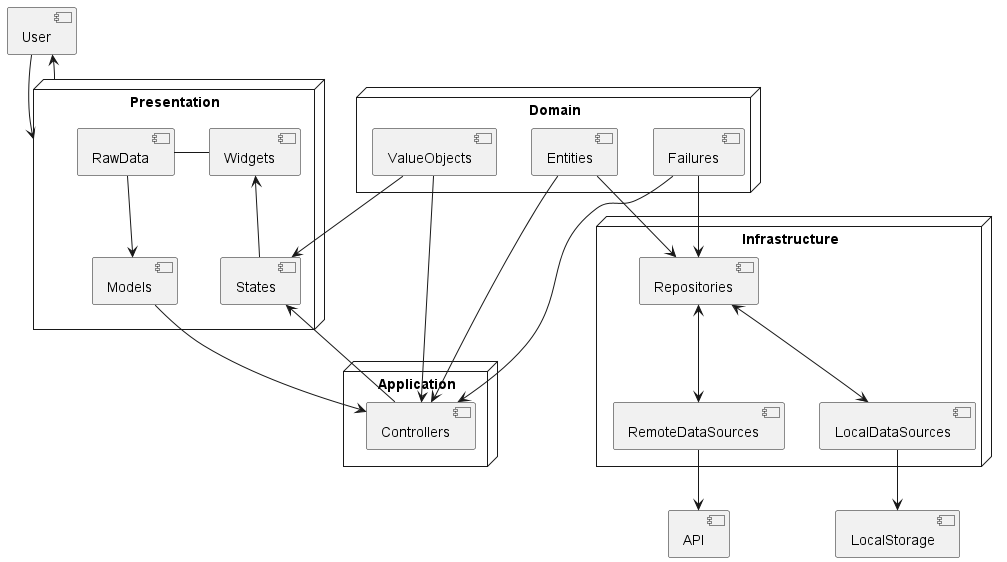 User
Presentation
RawData
Widgets
Models
States
Domain
ValueObjects
Entities
Failures
Infrastructure
Repositories
RemoteDataSources
LocalDataSources
Application
Controllers
API
LocalStorage